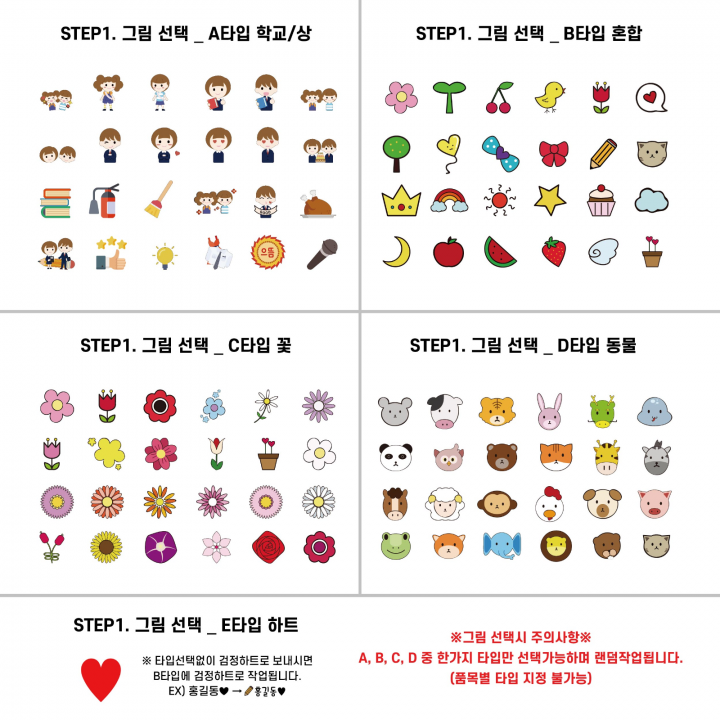 STEP1. 그림 선택 _ A타입 학교/상
으뜸
STEP1. 그림 선택 _ B타입 혼합
STEP1. 그림 선택 _ C타입 꽃
STEP1. 그림 선택 _ D타입 동물
STEP1. 그림 선택 _ E타입 하트
※ 타입선택없이 검정하트로 보내시면
B타입에 검정하트로 작업됩니다.
EX) 홍길동♥ → 홍길동♥
※그림 선택시 주의사항※
A, B, C, D 중 한가지 타입만 선택가능하며 랜덤작업됩니다.
(품목별 타입 지정 불가능)